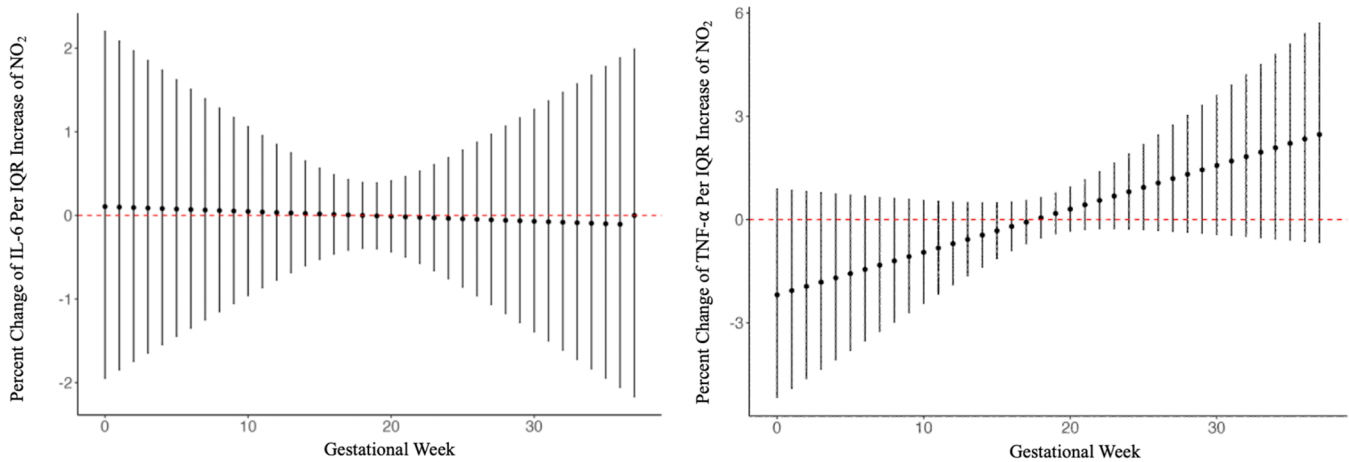 Percent Change of IL-6 Per IQR Increase of NO₂
2
1
0
-1
-2
0 10 20 30
Gestational Week
Percent Change of TNF-α Per IQR Increase of NO₂
6
3
0
-3
0 10 20 30
Gestational Week